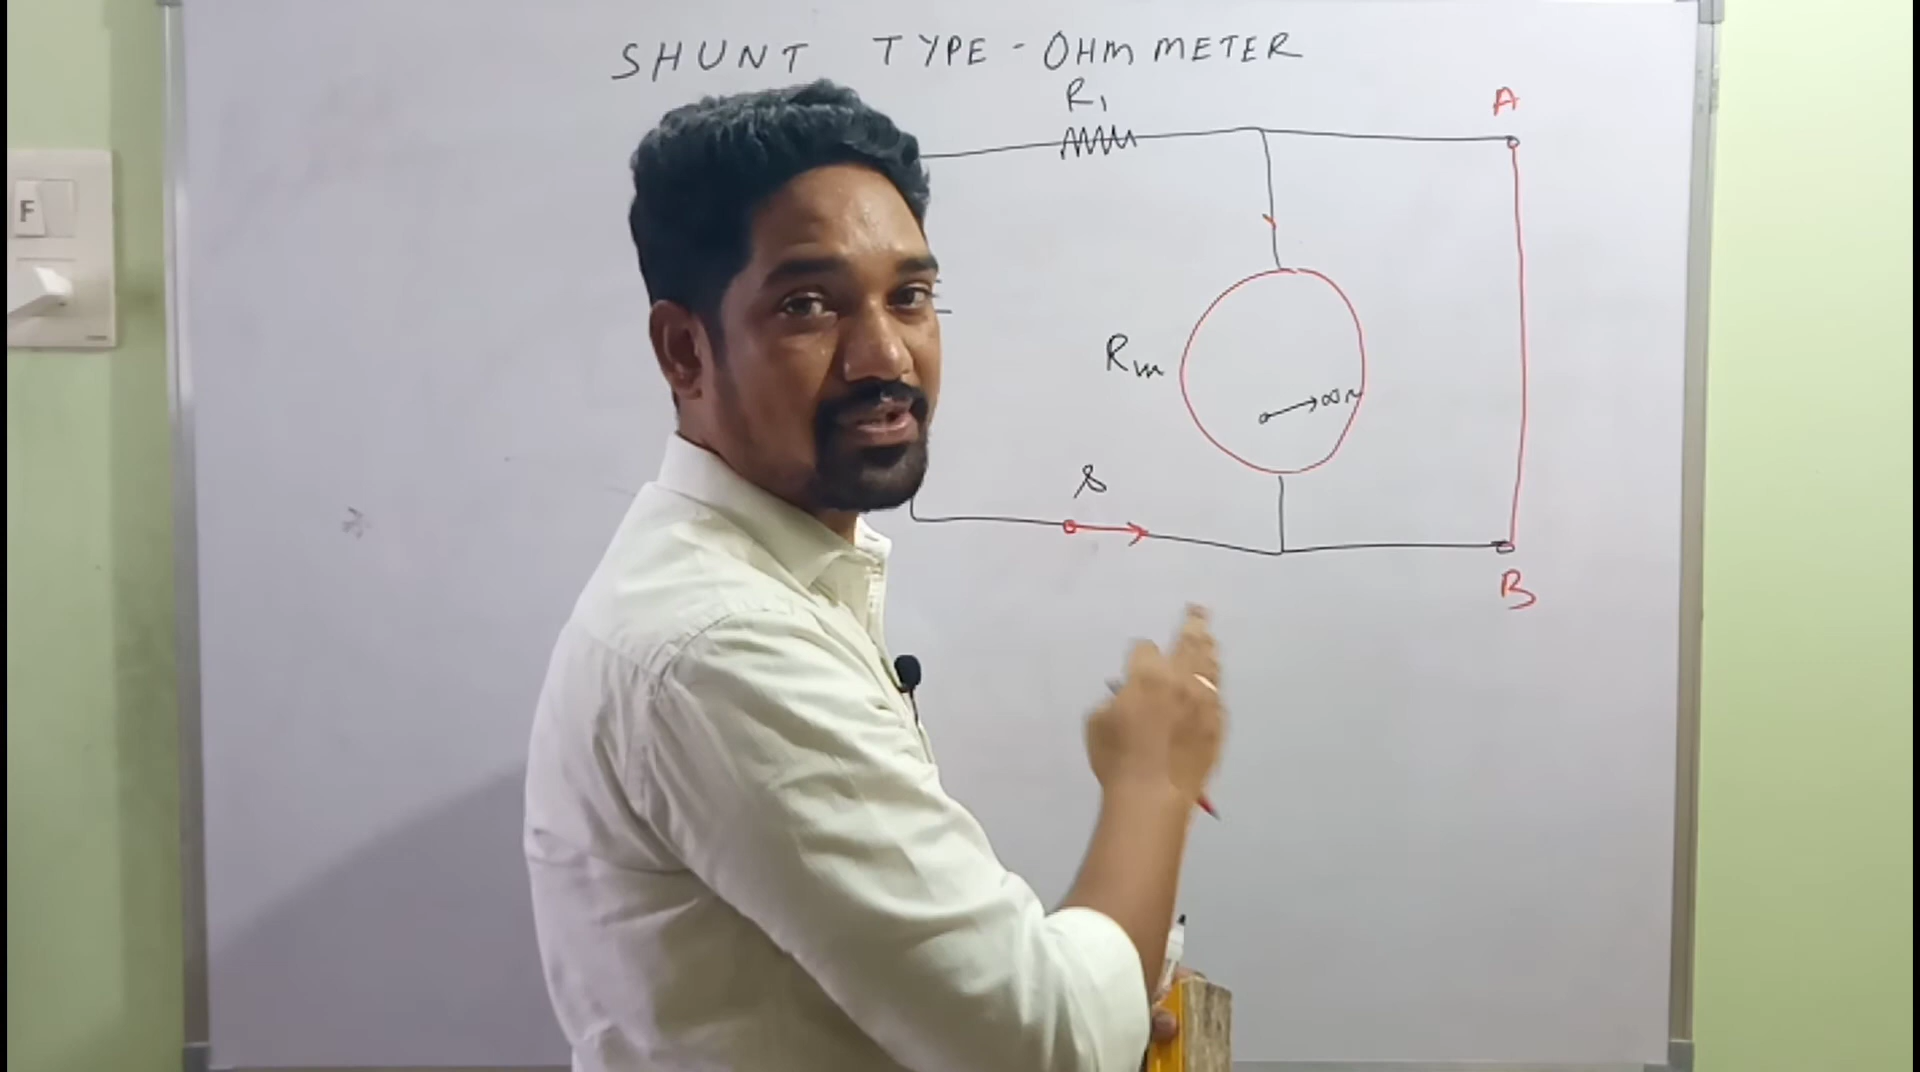 SHUNT TYPE - OHMMETER
R1
A
F
Rm
∞Ω
S
B